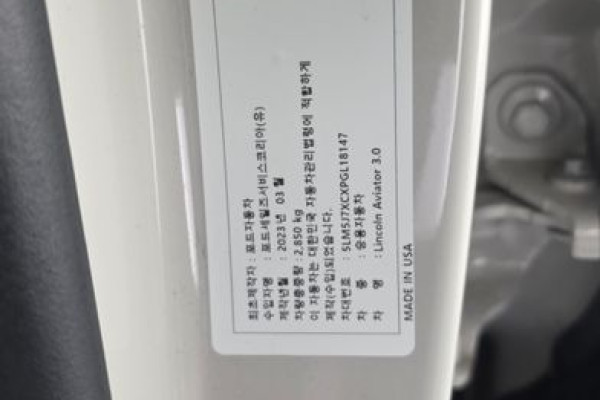 최초제작자 : 포드자동차
수입자명 : 포드세일즈서비스코리아(유)
제작년월 : 2023 년 03 월
차량총중량 : 2,850 kg
이 자동차는 대한민국 자동차관리법령에 적합하게
제작(수입)되었습니다.
차대번호 : 5LM5J7XCXPGL18147
차 종 : 승용자동차
차 명 : Lincoln Aviator 3.0
MADE IN USA